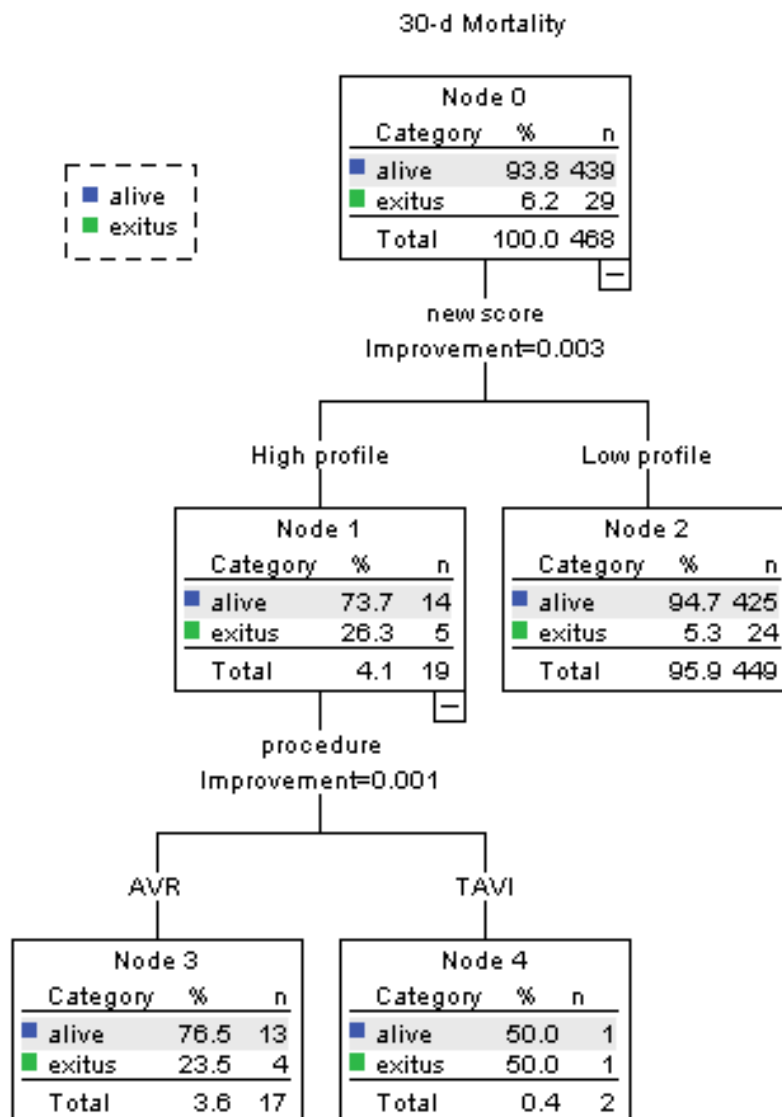 30-d Mortality
alive
exitus
Node 0
Category % n
alive 93.8 439
exitus 6.2 29
Total 100.0 468
new score
Improvement=0.003
High profile
Low profile
Node 1
Category % n
alive 73.7 14
exitus 26.3 5
Total 4.1 19
Node 2
Category % n
alive 94.7 425
exitus 5.3 24
Total 95.9 449
procedure
Improvement=0.001
AVR
TAVI
Node 3
Category % n
alive 76.5 13
exitus 23.5 4
Total 3.6 17
Node 4
Category % n
alive 50.0 1
exitus 50.0 1
Total 0.4 2